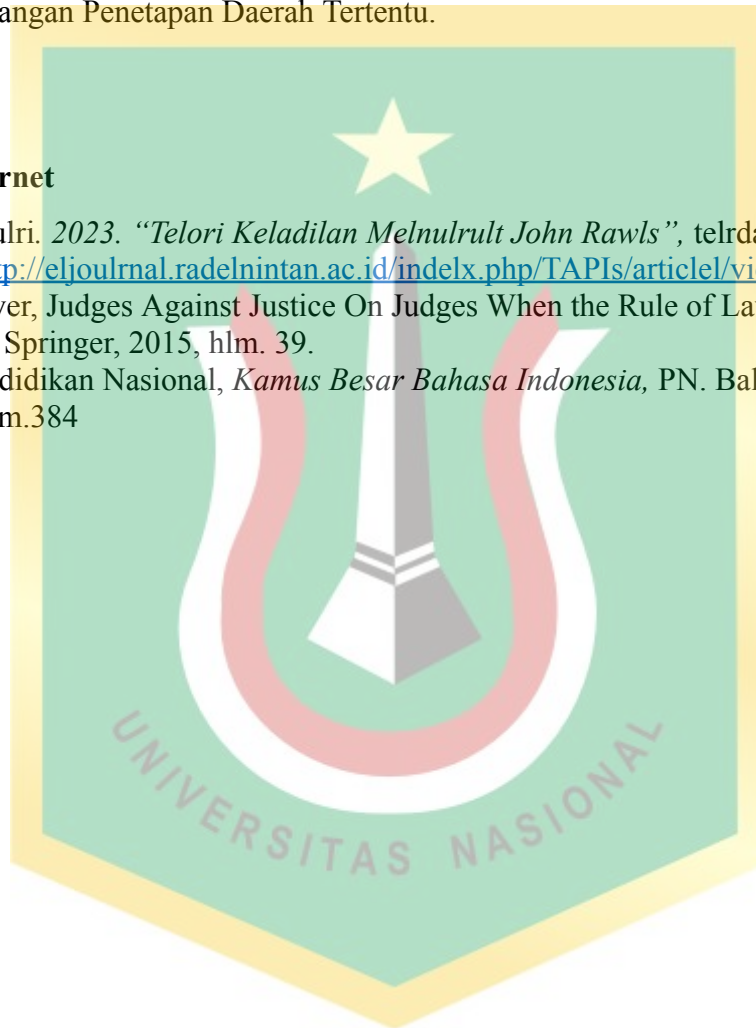 angan Penetapan Daerah Tertentu.
rnet
ulri. 2023. “Telori Keladilan Melnulrult John Rawls”, telrda
tp://eljoulrnal.radelnintan.ac.id/indelx.php/TAPIs/articlel/vi
ver, Judges Against Justice On Judges When the Rule of La
Springer, 2015, hlm. 39.
didikan Nasional, Kamus Besar Bahasa Indonesia, PN. Bal
m.384
UNIVERSITAS NASIONAL